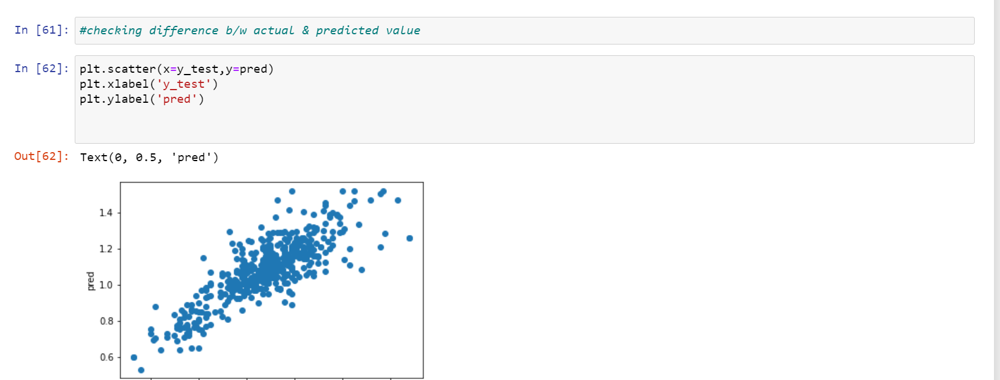 In [61]: #checking difference b/w actual & predicted value
In [62]: plt.scatter(x=y_test,y=pred)
plt.xlabel('y_test')
plt.ylabel('pred')
Out[62]: Text(0, 0.5, 'pred')
1.4
1.2
pred
1.0
0.8
0.6